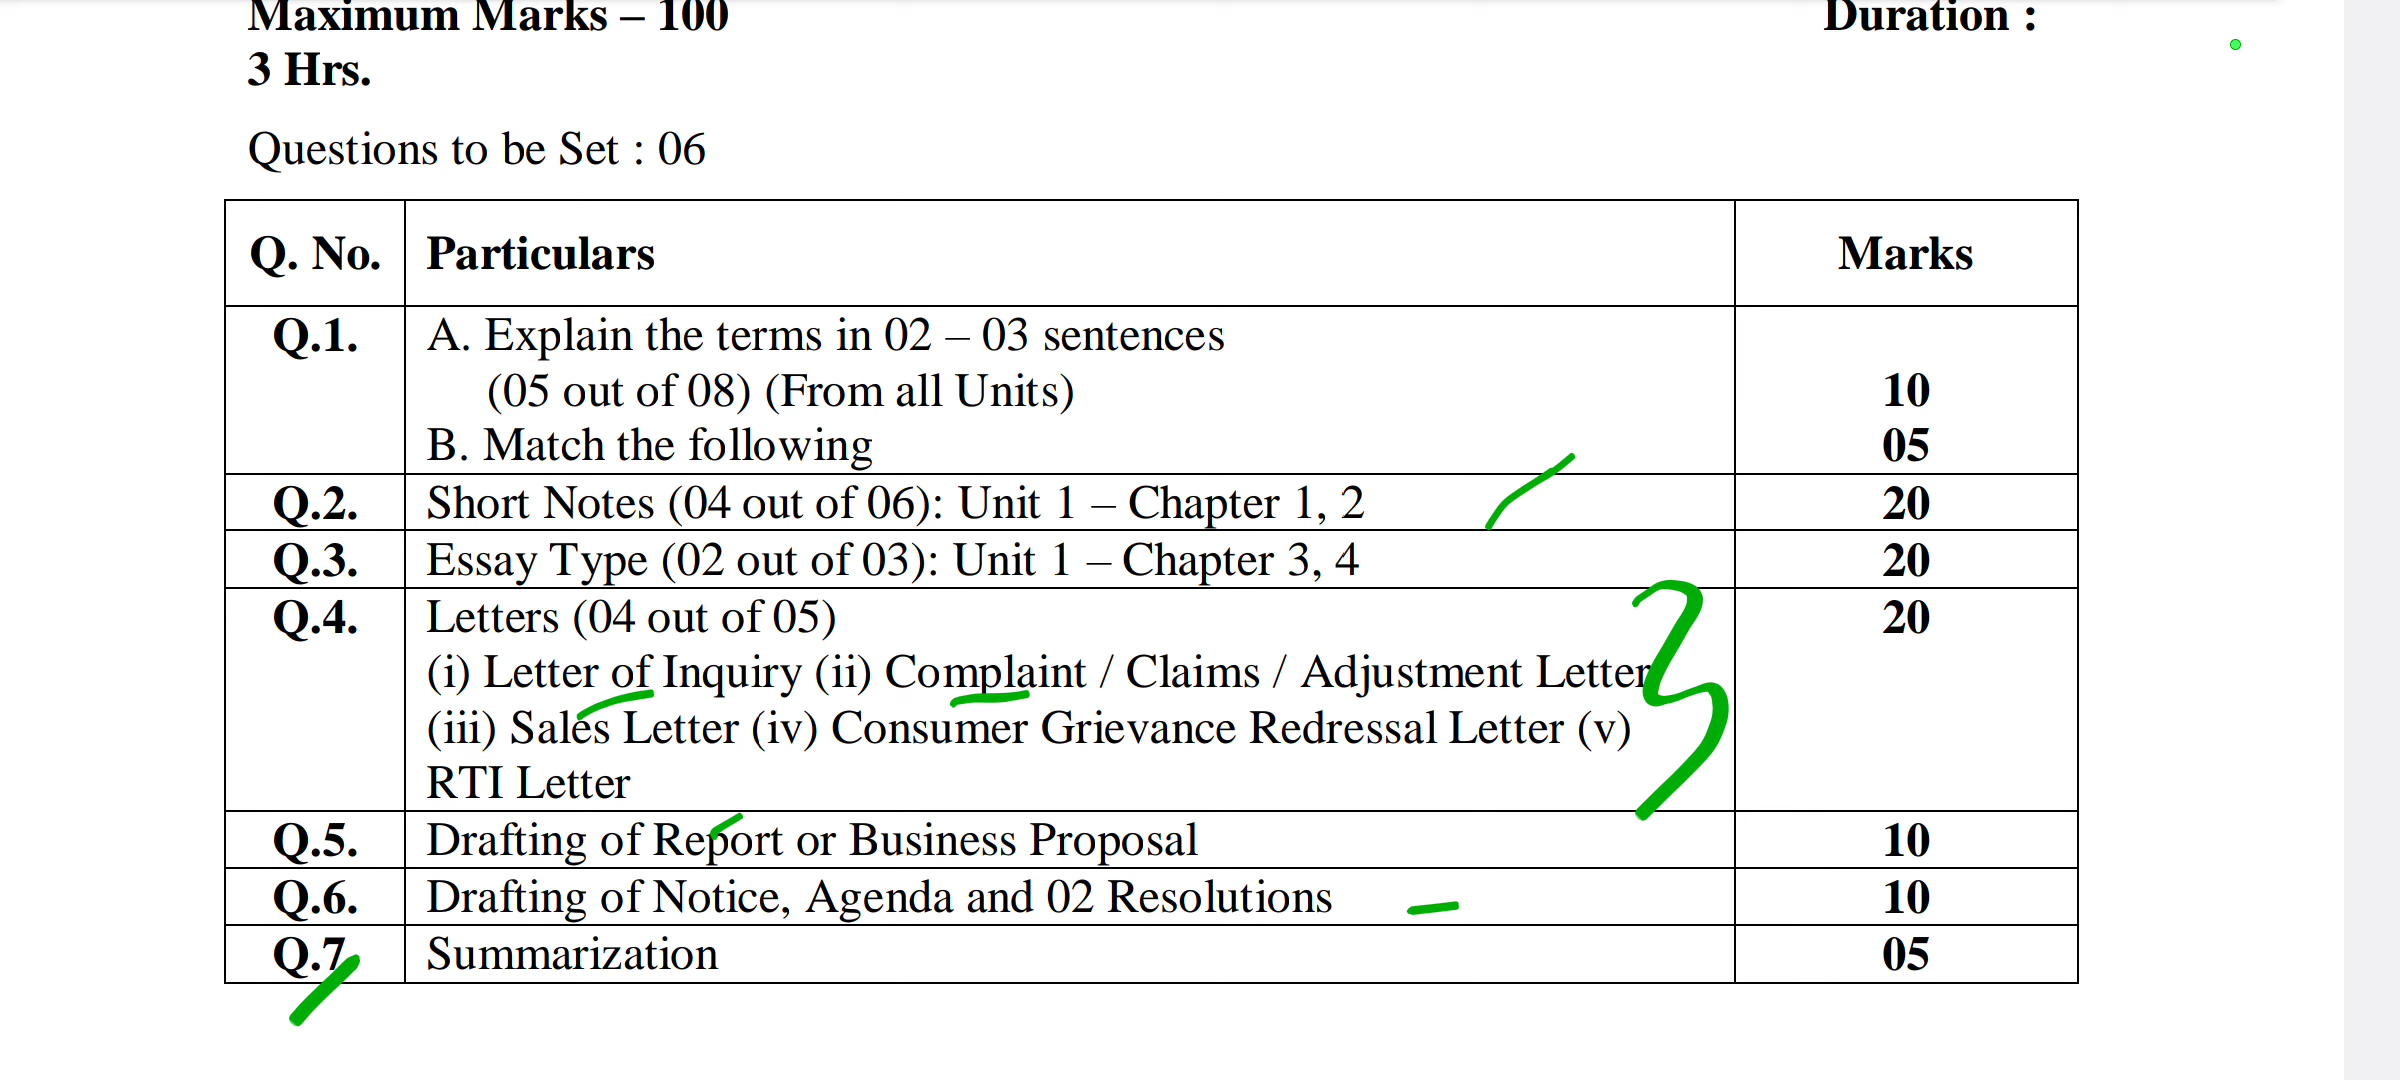 Maximum Marks – 100 Duration :
3 Hrs.
Questions to be Set : 06
Q. No. Particulars Marks
Q.1. A. Explain the terms in 02 – 03 sentences
(05 out of 08) (From all Units) 10
B. Match the following 05
Q.2. Short Notes (04 out of 06): Unit 1 – Chapter 1, 2 20
Q.3. Essay Type (02 out of 03): Unit 1 – Chapter 3, 4 20
Q.4. Letters (04 out of 05) 20
(i) Letter of Inquiry (ii) Complaint / Claims / Adjustment Letter
(iii) Sales Letter (iv) Consumer Grievance Redressal Letter (v)
RTI Letter
Q.5. Drafting of Report or Business Proposal 10
Q.6. Drafting of Notice, Agenda and 02 Resolutions 10
Q.7. Summarization 05